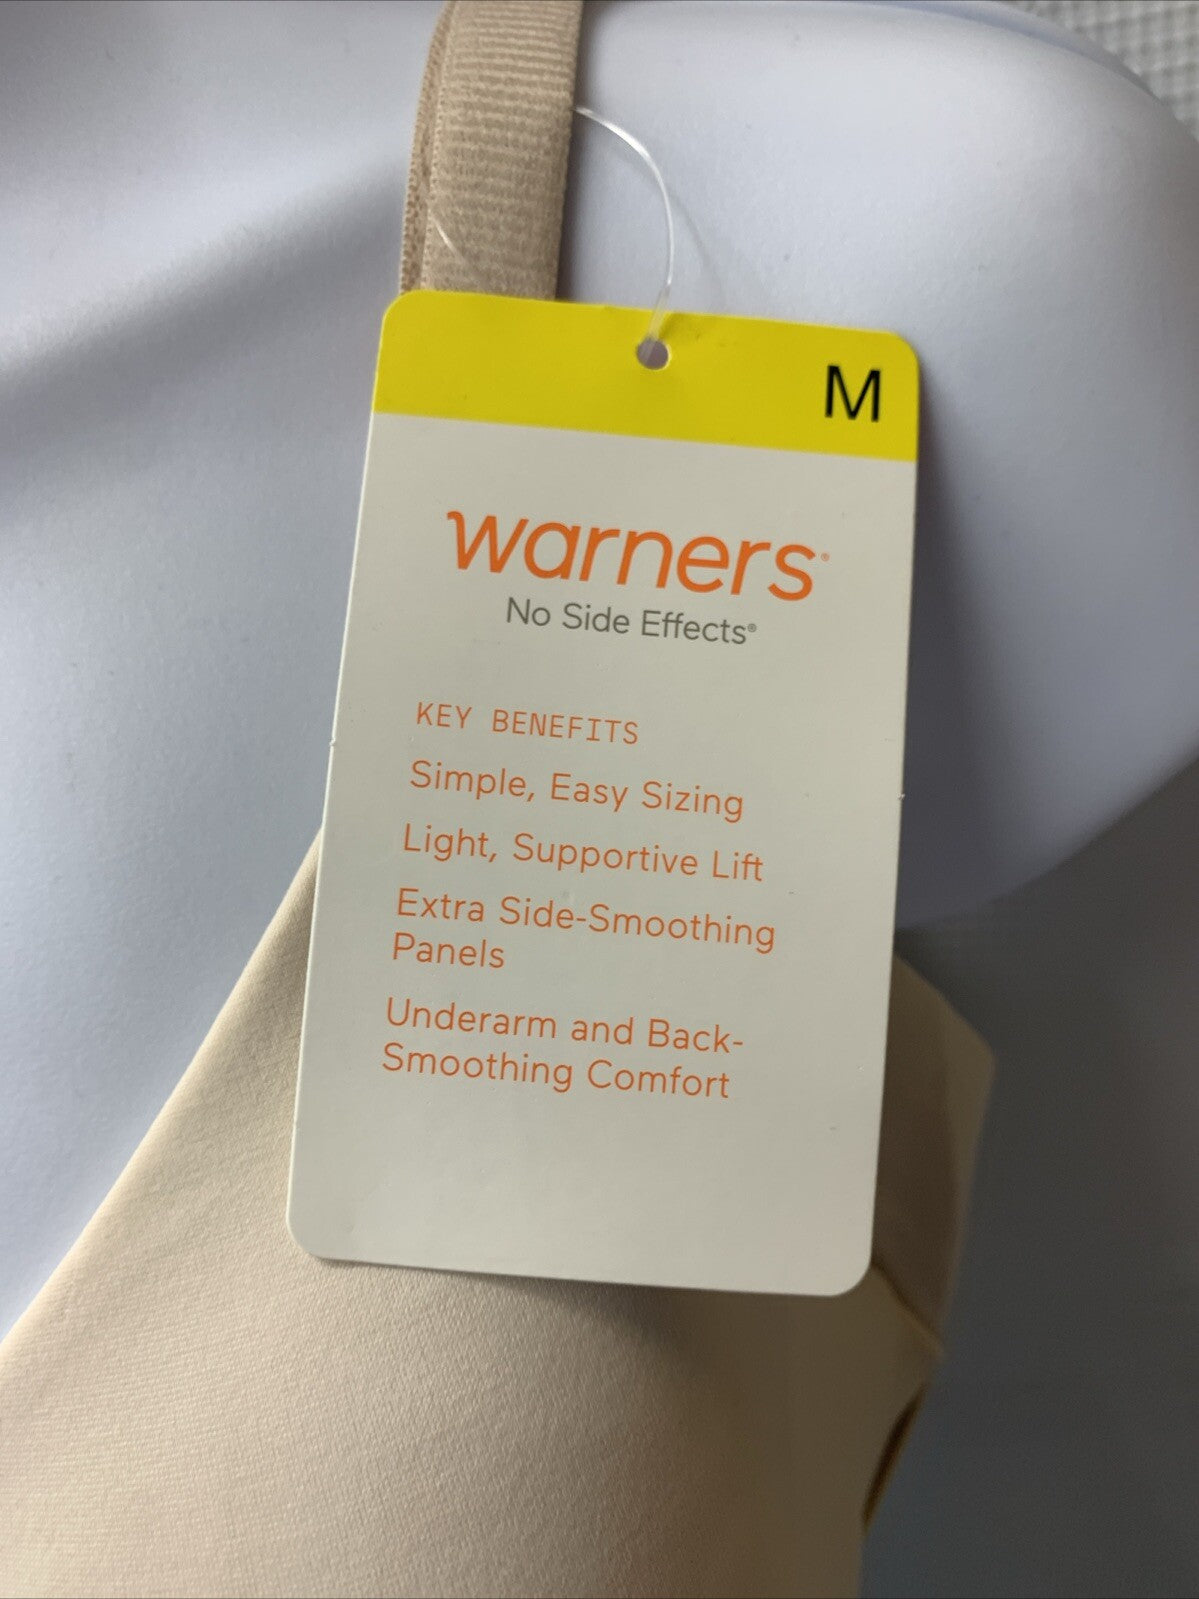 M
warners®
No Side Effects®
KEY BENEFITS
Simple, Easy Sizing
Light, Supportive Lift
Extra Side-Smoothing
Panels
Underarm and Back-
Smoothing Comfort